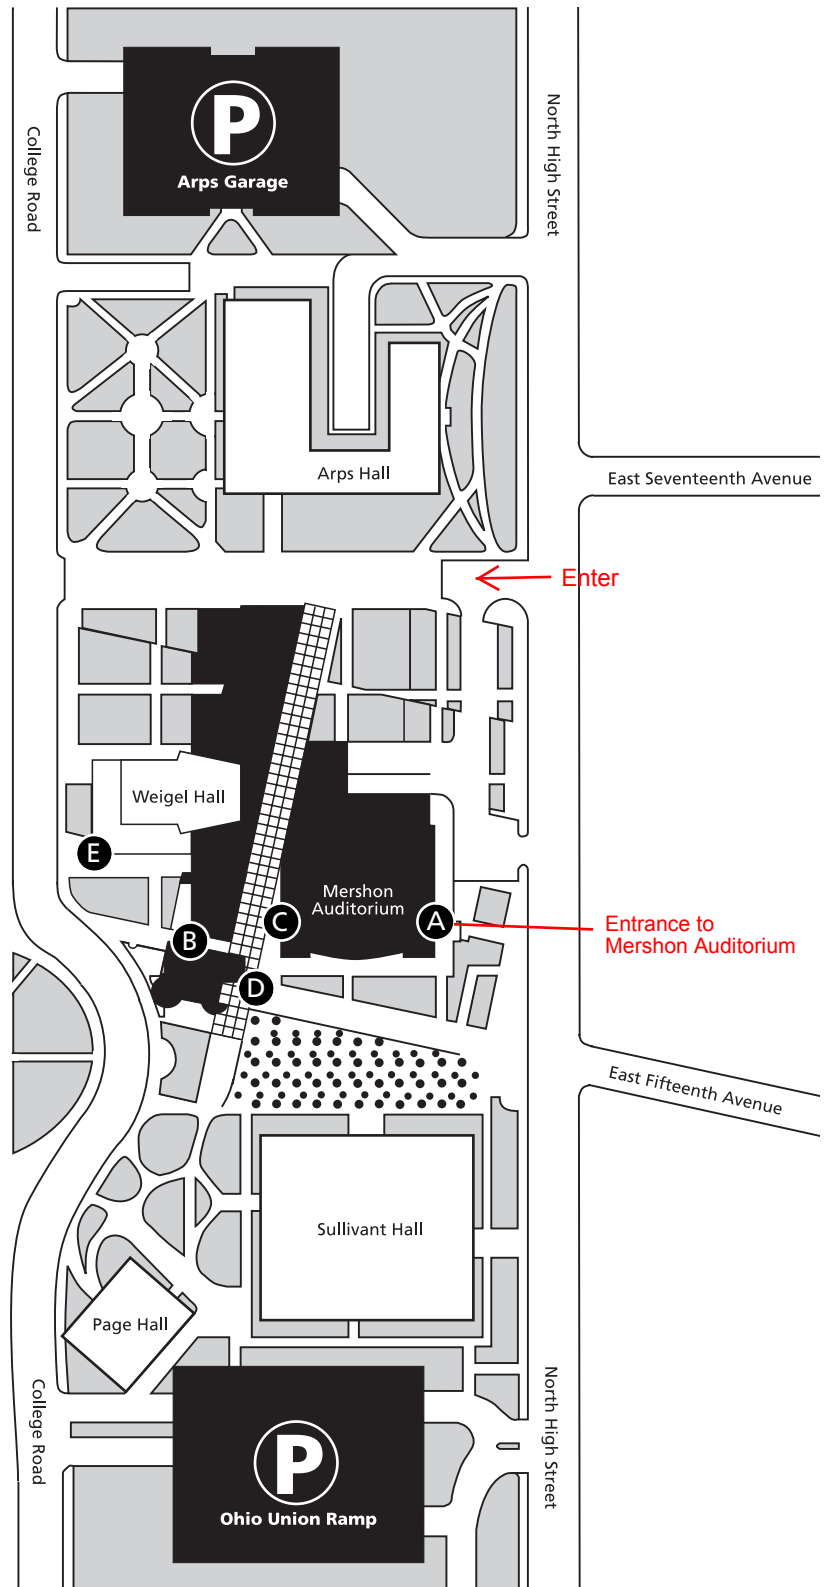 P
Arps Garage
College Road
North High Street
Arps Hall
East Seventeenth Avenue
Enter
Weigel Hall
E
Mershon
Auditorium
A
C
B
D
Entrance to
Mershon Auditorium
East Fifteenth Avenue
Sullivant Hall
Page Hall
College Road
North High Street
P
Ohio Union Ramp